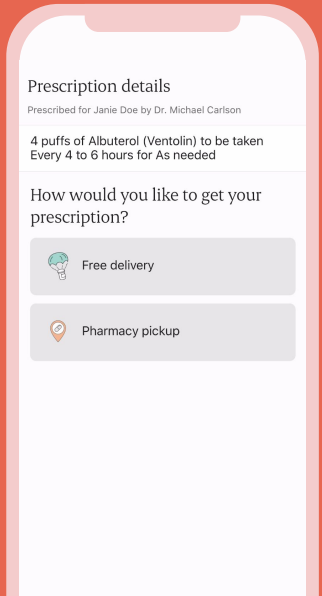 Prescription details
Prescribed for Janie Doe by Dr. Michael Carlson
4 puffs of Albuterol (Ventolin) to be taken
Every 4 to 6 hours for As needed
How would you like to get your
prescription?
Free delivery
Pharmacy pickup